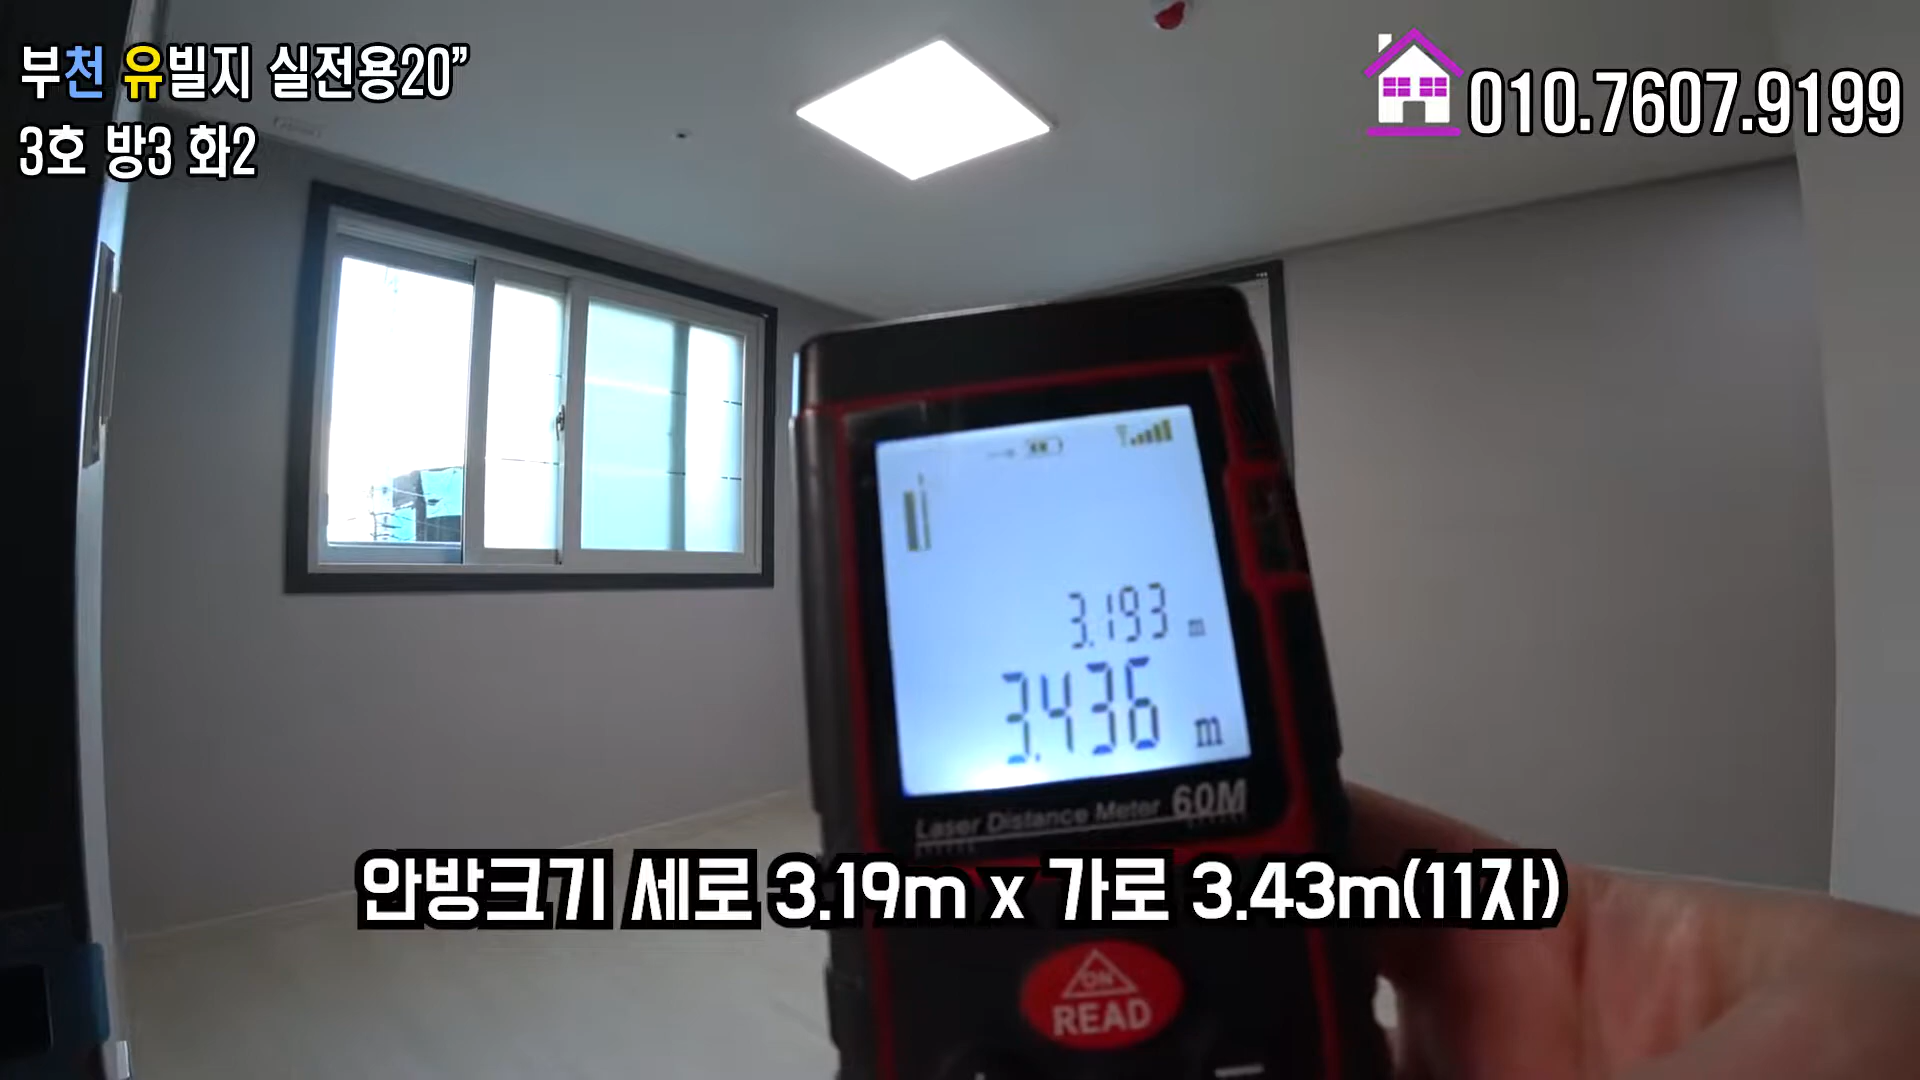 부천 유빌지 실전용20”
3호 방3 화2
010.7607.9199
3.193 m
3.436 m
Laser Distance Meter 60M
안방크기 세로 3.19m x 가로 3.43m(11자)
ON
READ